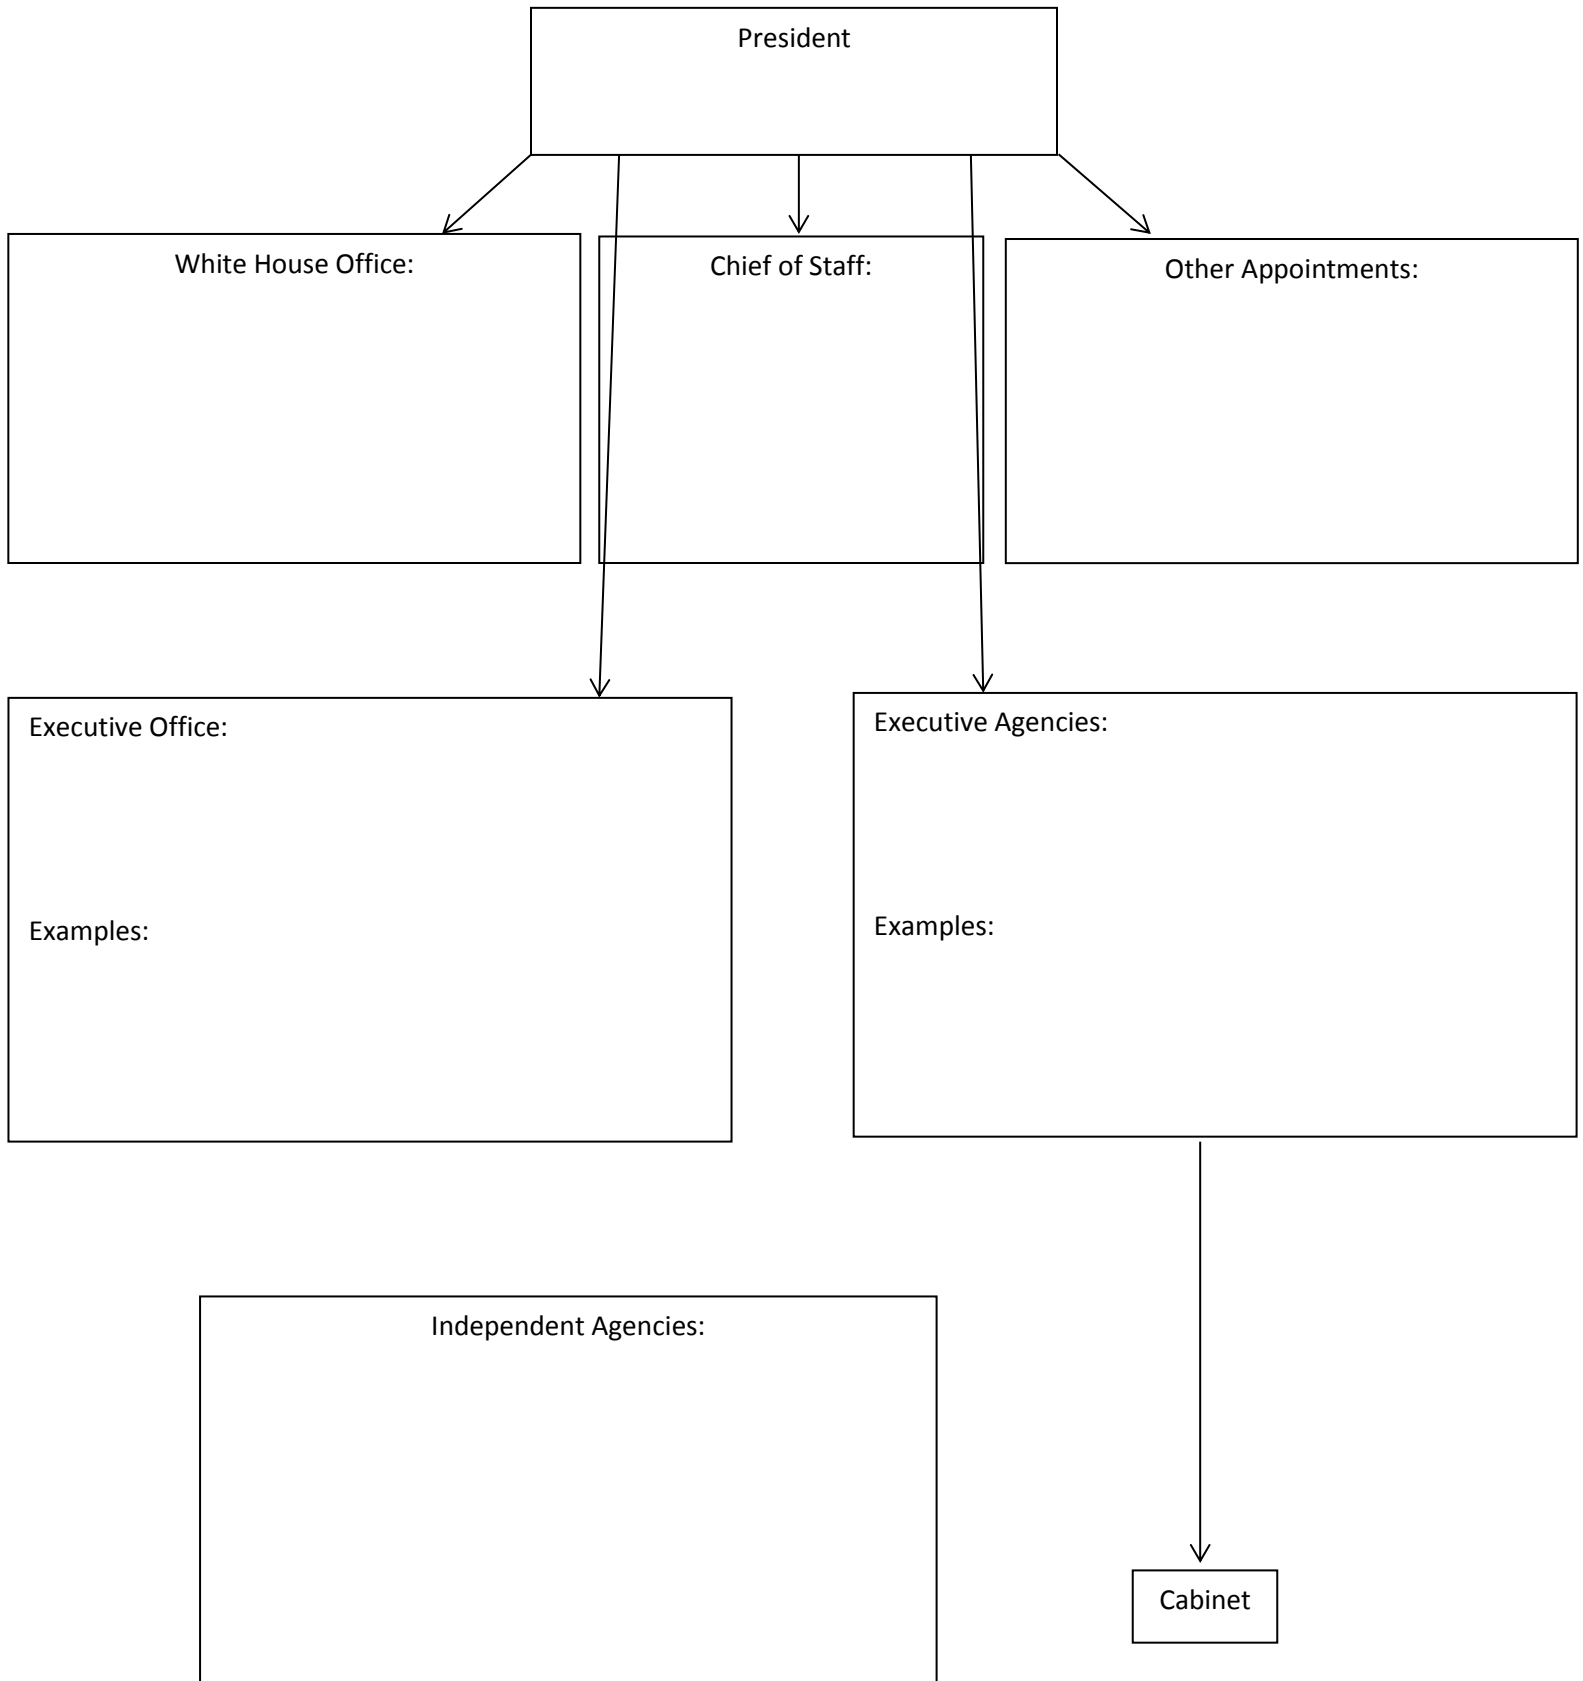 President
White House Office:
Chief of Staff:
Other Appointments:
Executive Office:
Examples:
Executive Agencies:
Examples:
Independent Agencies:
Cabinet